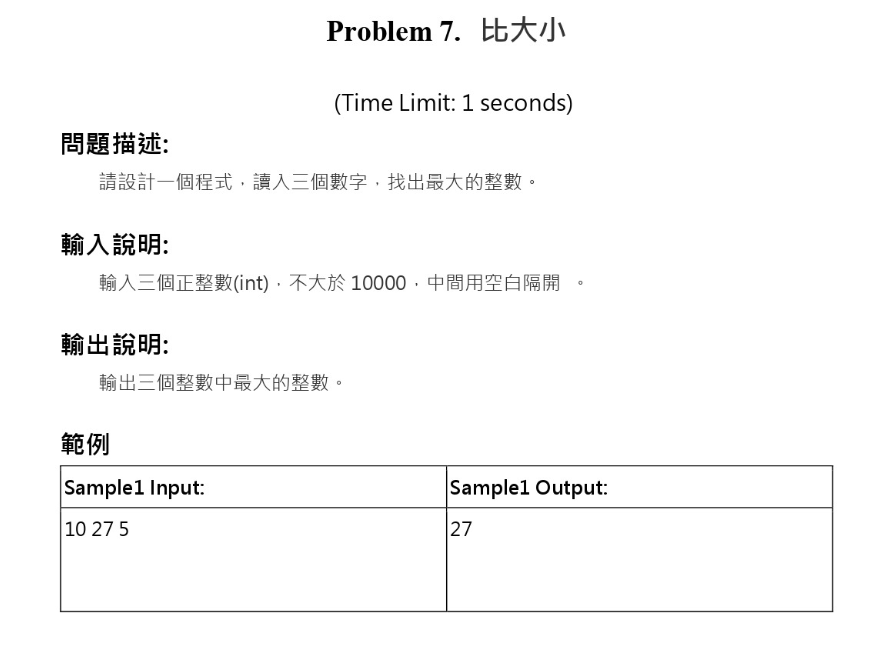 Problem 7. 比大小
(Time Limit: 1 seconds)
問題描述:
請設計一個程式，讀入三個數字，找出最大的整數。
輸入說明:
輸入三個正整數(int)，不大於 10000，中間用空白隔開 。
輸出說明:
輸出三個整數中最大的整數。
範例
Sample1 Input: Sample1 Output:
10 27 5 27